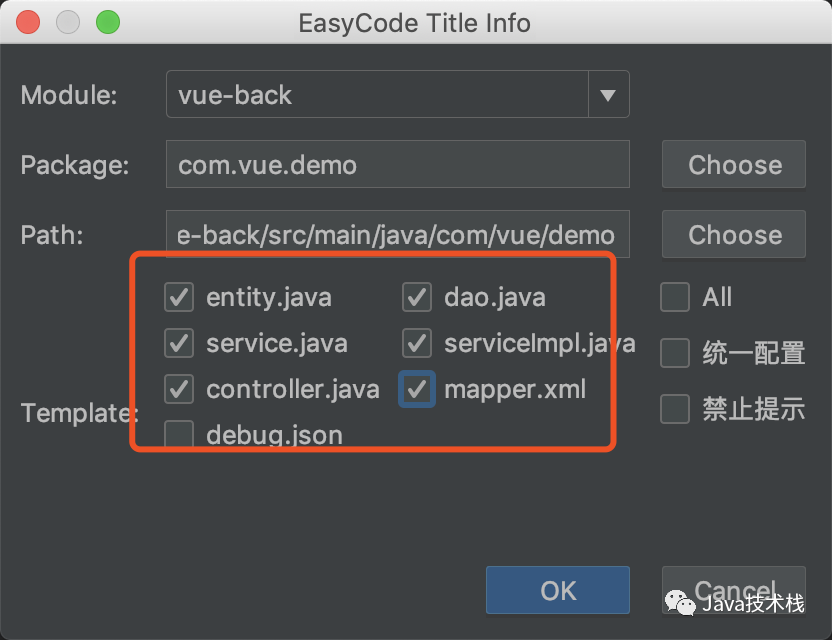 EasyCode Title Info
Module: vue-back
Package: com.vue.demo Choose
Path: e-back/src/main/java/com/vue/demo Choose
entity.java dao.java All
service.java serviceImpl.java 统一配置
controller.java mapper.xml 禁止提示
Template:
debug.json
OK Cancel
Java技术栈